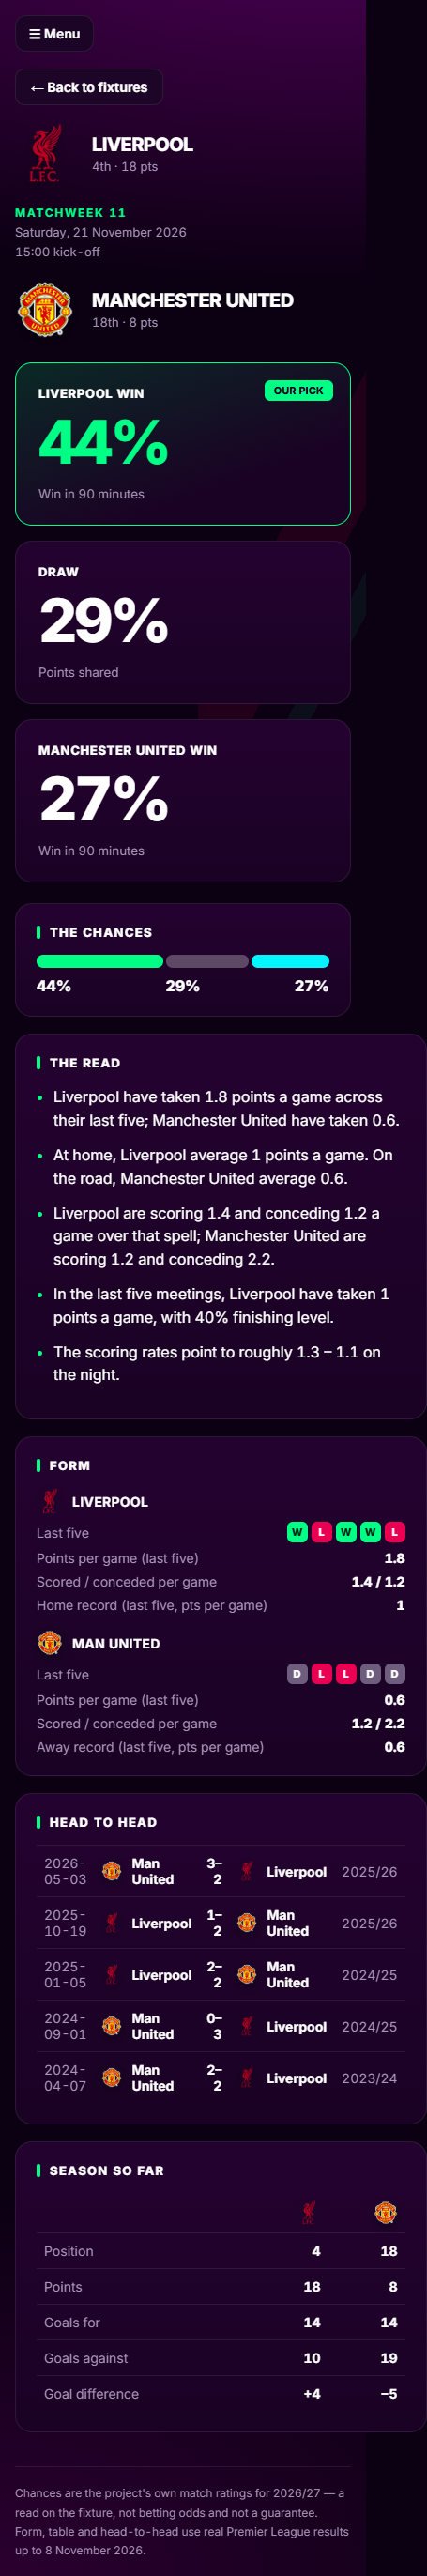 ☰ Menu
← Back to fixtures
LIVERPOOL
4th · 18 pts
L.F.C.
MATCHWEEK 11
Saturday, 21 November 2026
15:00 kick-off
MANCHESTER UNITED
18th · 8 pts
LIVERPOOL WIN
OUR PICK
44%
Win in 90 minutes
DRAW
29%
Points shared
MANCHESTER UNITED WIN
27%
Win in 90 minutes
THE CHANCES
44% 29% 27%
THE READ
• Liverpool have taken 1.8 points a game across
their last five; Manchester United have taken 0.6.
• At home, Liverpool average 1 points a game. On
the road, Manchester United average 0.6.
• Liverpool are scoring 1.4 and conceding 1.2 a
game over that spell; Manchester United are
scoring 1.2 and conceding 2.2.
• In the last five meetings, Liverpool have taken 1
points a game, with 40% finishing level.
• The scoring rates point to roughly 1.3 – 1.1 on
the night.
FORM
LIVERPOOL
Last five W L W W L
Points per game (last five) 1.8
Scored / conceded per game 1.4 / 1.2
Home record (last five, pts per game) 1
MAN UNITED
Last five D L L D D
Points per game (last five) 0.6
Scored / conceded per game 1.2 / 2.2
Away record (last five, pts per game) 0.6
HEAD TO HEAD
2026-05-03 Man United 3–2 Liverpool 2025/26
2025-10-19 Liverpool 1–2 Man United 2025/26
2025-01-05 Liverpool 2–2 Man United 2024/25
2024-09-01 Man United 0–3 Liverpool 2024/25
2024-04-07 Man United 2–2 Liverpool 2023/24
SEASON SO FAR
Position 4 18
Points 18 8
Goals for 14 14
Goals against 10 19
Goal difference +4 −5
Chances are the project's own match ratings for 2026/27 — a
read on the fixture, not betting odds and not a guarantee.
Form, table and head-to-head use real Premier League results
up to 8 November 2026.